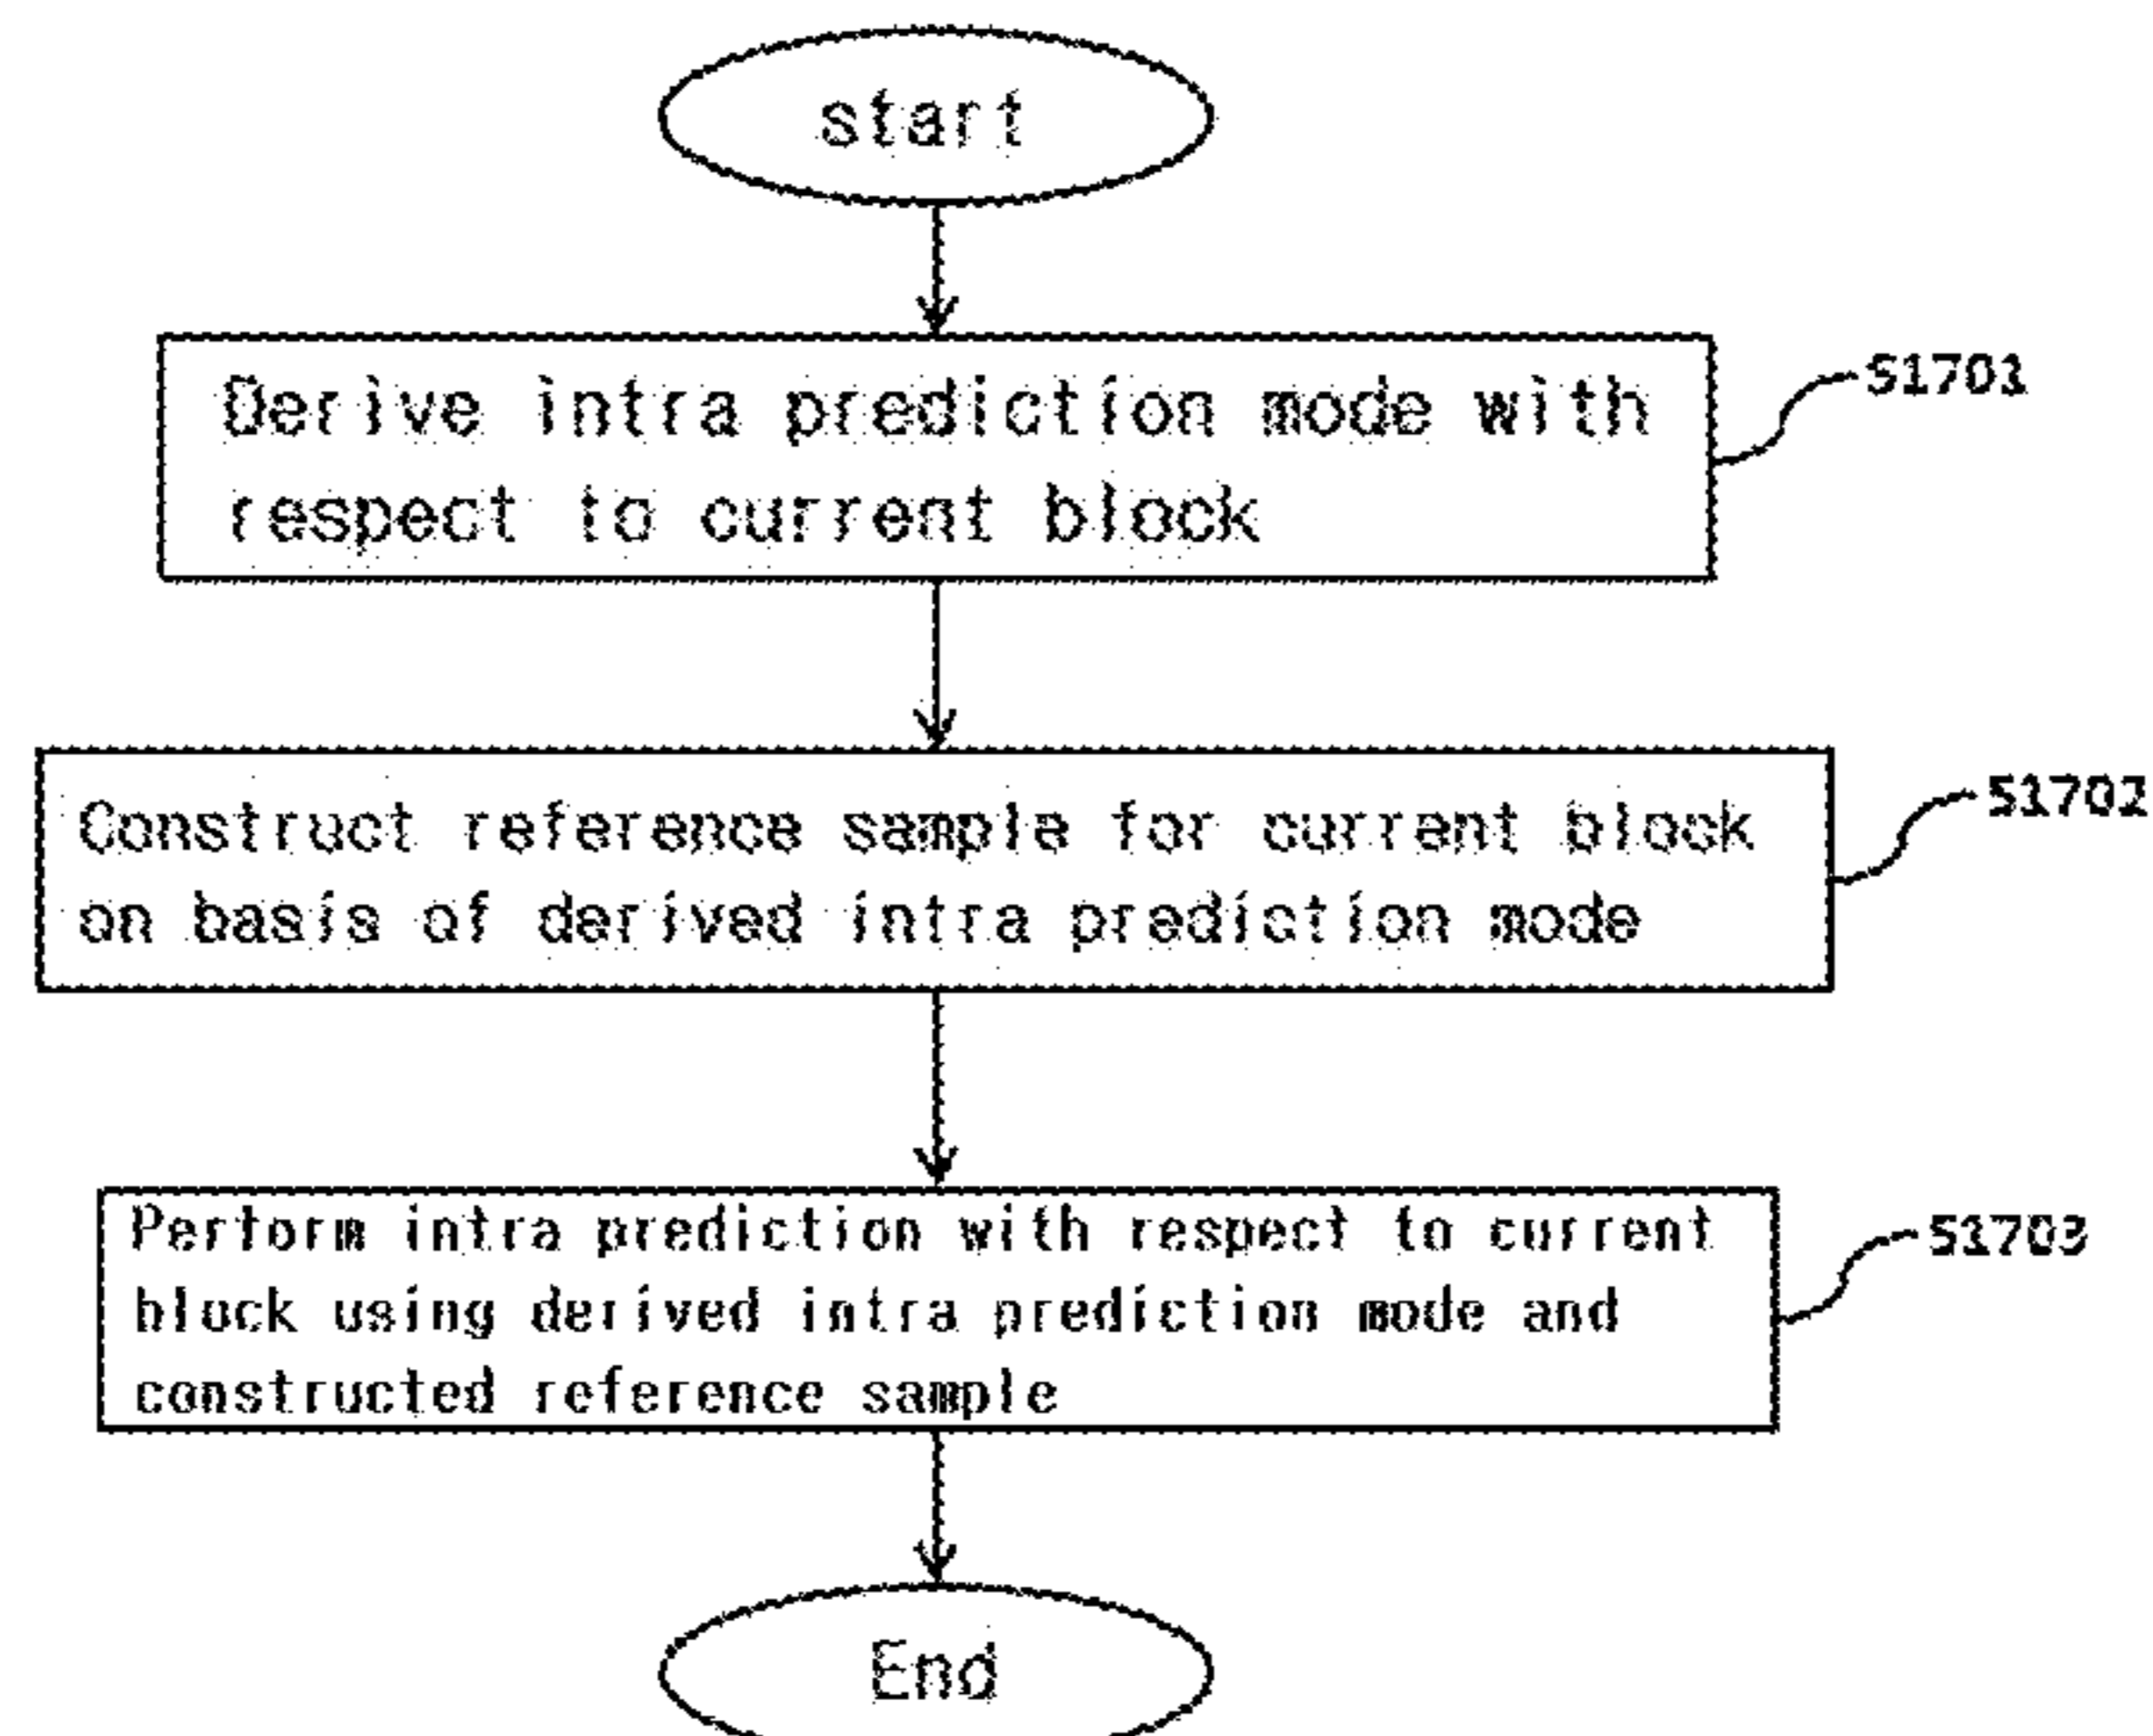 start
Derive intra prediction mode with
respect to current block
S1701
Construct reference sample for current block
on basis of derived intra prediction mode
S1702
Perform intra prediction with respect to current
block using derived intra prediction mode and
constructed reference sample
S1703
End